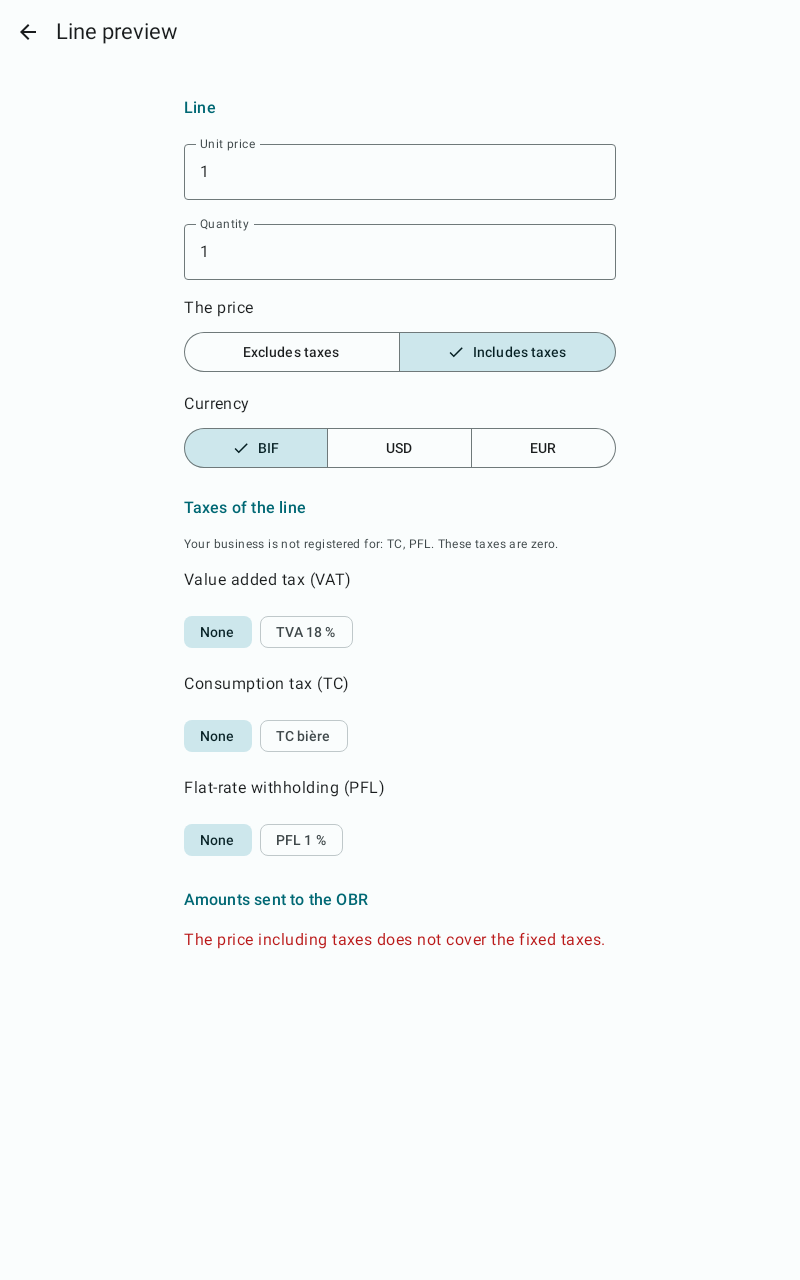 Line preview
Line
Unit price
1
Quantity
1
The price
Excludes taxes
Includes taxes
Currency
BIF
USD
EUR
Taxes of the line
Your business is not registered for: TC, PFL. These taxes are zero.
Value added tax (VAT)
None
TVA 18 %
Consumption tax (TC)
None
TC bière
Flat-rate withholding (PFL)
None
PFL 1 %
Amounts sent to the OBR
The price including taxes does not cover the fixed taxes.